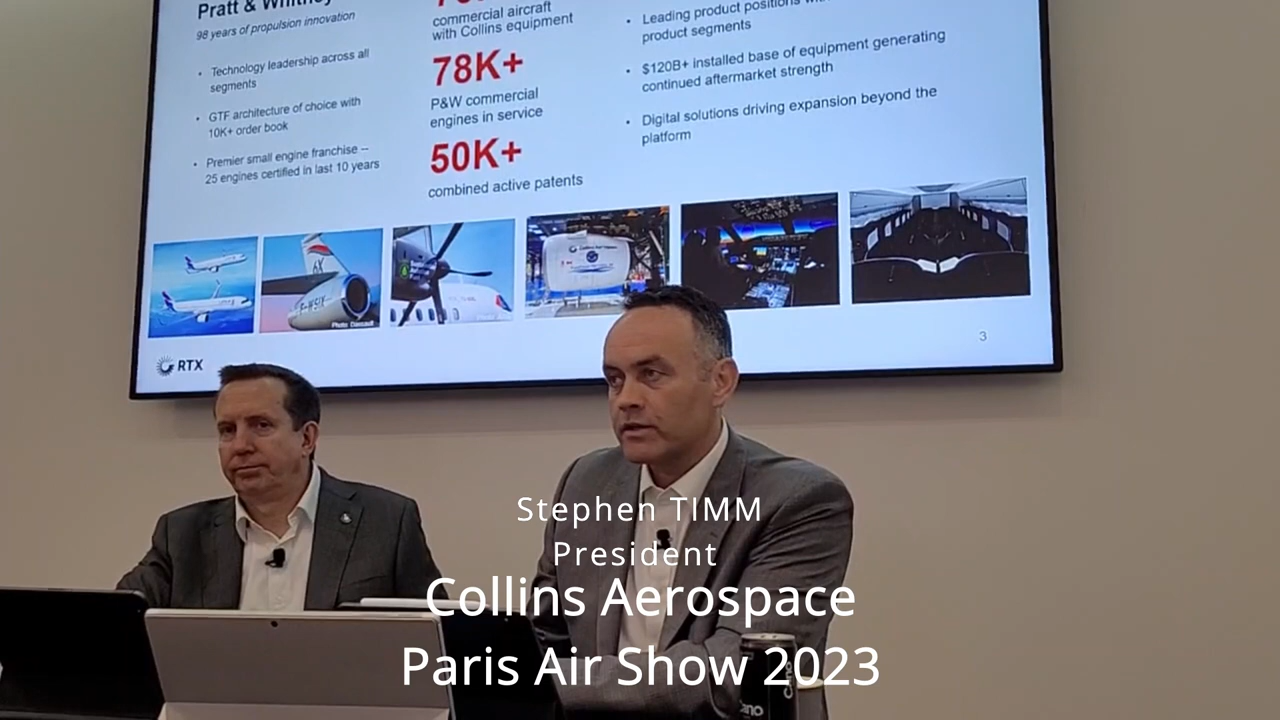 Pratt & Whitney
98 years of propulsion innovation
• Technology leadership across all
segments
• GTF architecture of choice with
10K+ order book
• Premier small engine franchise –
25 engines certified in last 10 years
commercial aircraft
with Collins equipment
78K+
P&W commercial
engines in service
50K+
combined active patents
• Leading product positions
product segments
• $120B+ installed base of equipment generating
continued aftermarket strength
• Digital solutions driving expansion beyond the
platform
Photo: Dassault
Collins Aerospace
3
RTX
Stephen TIMM
President
Collins Aerospace
Paris Air Show 2023